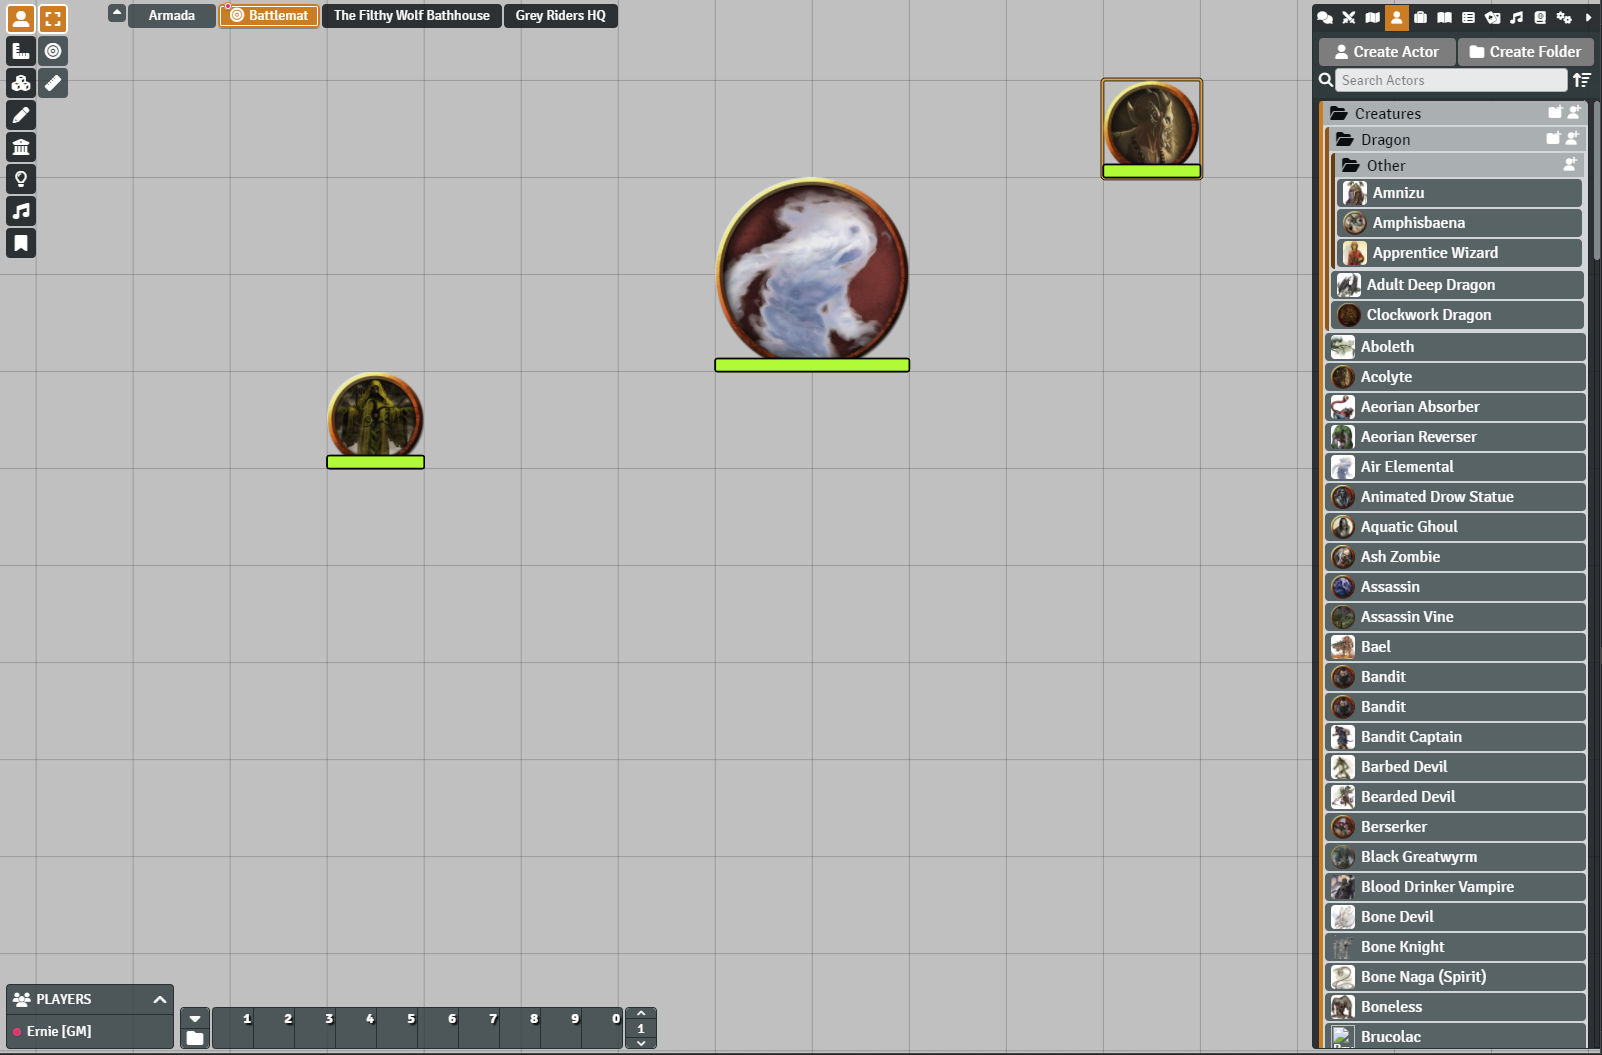 Armada
Battlemat
The Filthy Wolf Bathhouse
Grey Riders HQ
Create Actor
Create Folder
Search Actors
Creatures
Dragon
Other
Amnizu
Amphisbaena
Apprentice Wizard
Adult Deep Dragon
Clockwork Dragon
Aboleth
Acolyte
Aeorian Absorber
Aeorian Reverser
Air Elemental
Animated Drow Statue
Aquatic Ghoul
Ash Zombie
Assassin
Assassin Vine
Bael
Bandit
Bandit
Bandit Captain
Barbed Devil
Bearded Devil
Berserker
Black Greatwyrm
Blood Drinker Vampire
Bone Devil
Bone Knight
Bone Naga (Spirit)
Boneless
Brucolac
PLAYERS
Ernie [GM]
1 2 3 4 5 6 7 8 9 0
1